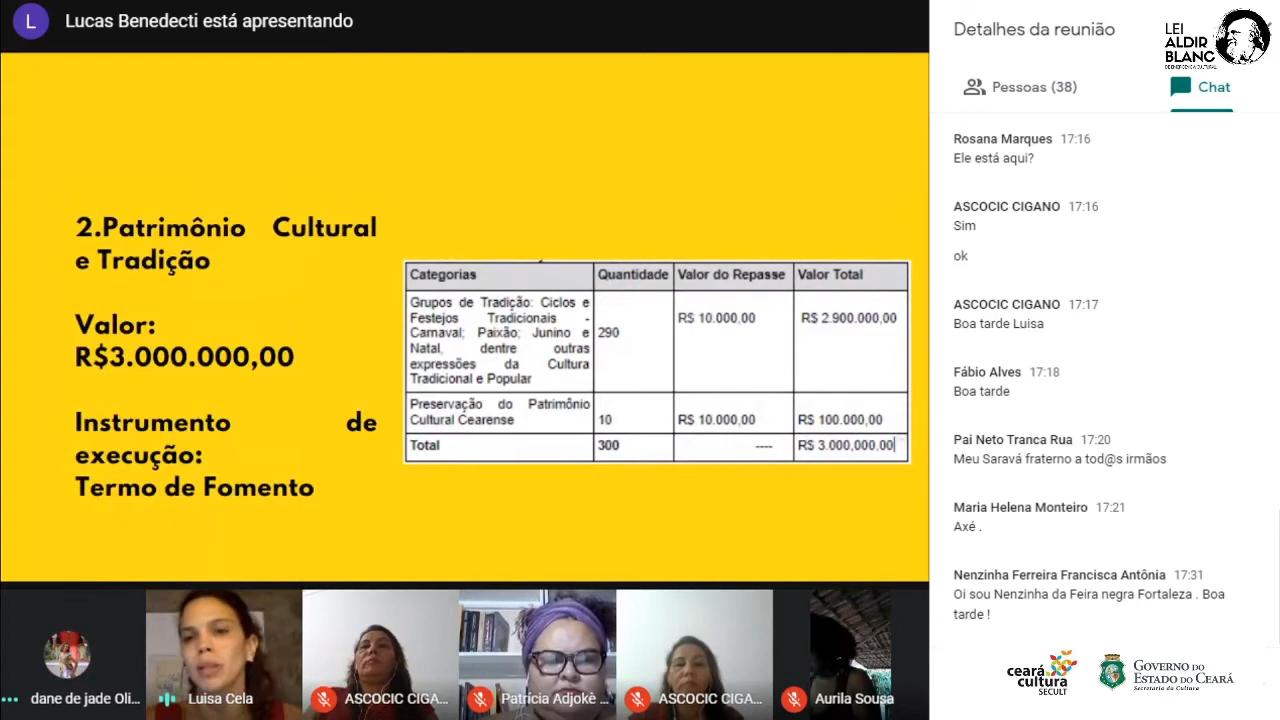 L
Lucas Benedecti está apresentando
2.Patrimônio Cultural
e Tradição
Valor:
R$3.000.000,00
Instrumento de
execução:
Termo de Fomento
Categorias Quantidade Valor do Repasse Valor Total
Grupos de Tradição: Ciclos e
Festejos Tradicionais -
Carnaval; Paixão; Junino e
Natal, dentre outras
expressões da Cultura
Tradicional e Popular
290 R$ 10.000,00 R$ 2.900.000,00
Preservação do Patrimônio
Cultural Cearense
10 R$ 10.000,00 R$ 100.000,00
Total 300 ---- R$ 3.000,000,00
dane de jade Oli...
Luisa Cela
ASCOCIC CIGA...
Patrícia Adjokè ...
ASCOCIC CIGA...
Aurila Sousa
Detalhes da reunião
LEI
ALDIR
BLANC
DE EMERGÊNCIA CULTURAL
Pessoas (38)
Chat
Rosana Marques 17:16
Ele está aqui?
ASCOCIC CIGANO 17:16
Sim
ok
ASCOCIC CIGANO 17:17
Boa tarde Luisa
Fábio Alves 17:18
Boa tarde
Pai Neto Tranca Rua 17:20
Meu Saravá fraterno a tod@s irmãos
Maria Helena Monteiro 17:21
Axé .
Nenzinha Ferreira Francisca Antônia 17:31
Oi sou Nenzinha da Feira negra Fortaleza . Boa
tarde !
ceará
cultura
SECULT
GOVERNO DO
ESTADO DO CEARÁ
Secretaria da Cultura